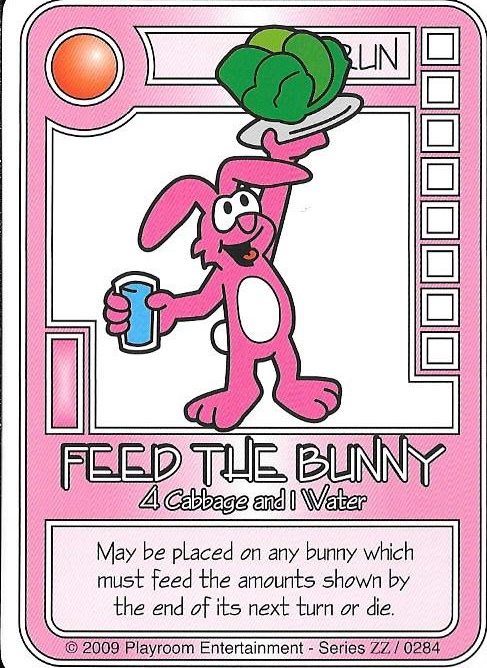 RUN
FEED THE BUNNY
4 Cabbage and 1 Water
May be placed on any bunny which
must feed the amounts shown by
the end of its next turn or die.
© 2009 Playroom Entertainment - Series ZZ / 0284